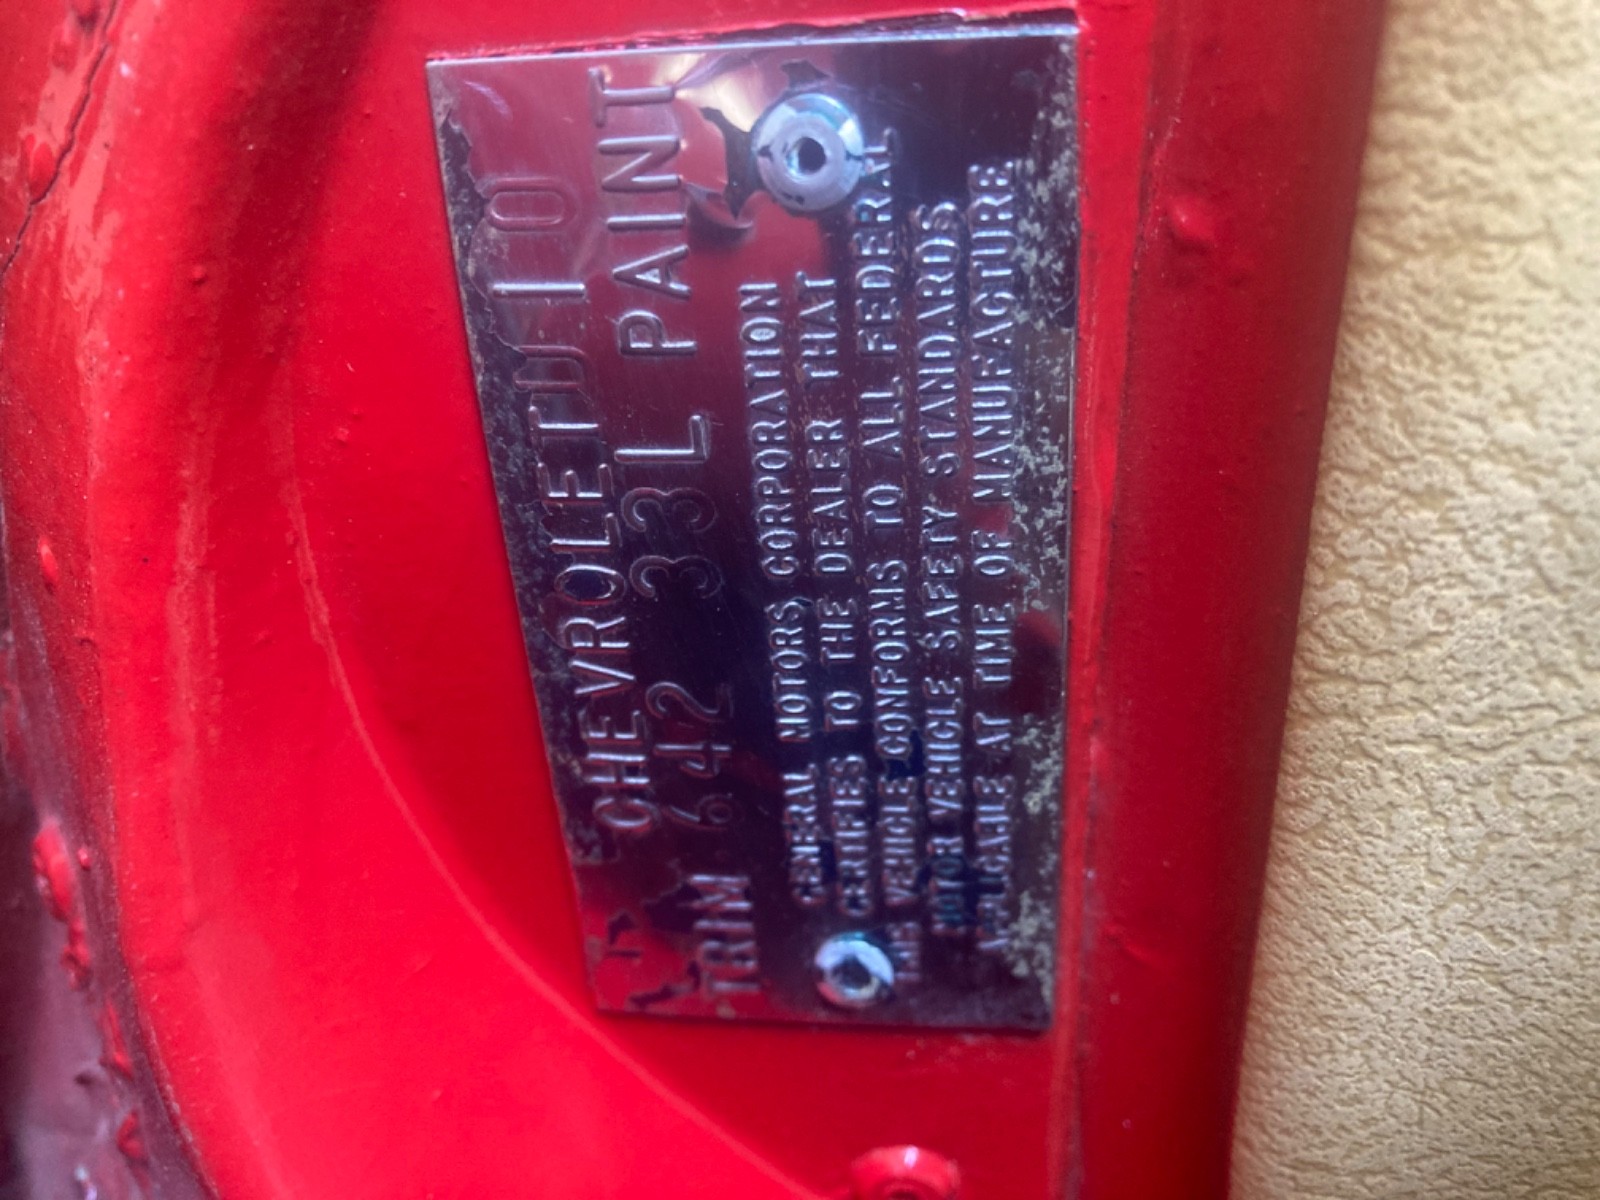 CHEVROLET U 10
TRIM 642 33L PAINT
GENERAL MOTORS CORPORATION
CERTIFIES TO THE DEALER THAT
THIS VEHICLE CONFORMS TO ALL FEDERAL
MOTOR VEHICLE SAFETY STANDARDS
APPLICABLE AT TIME OF MANUFACTURE